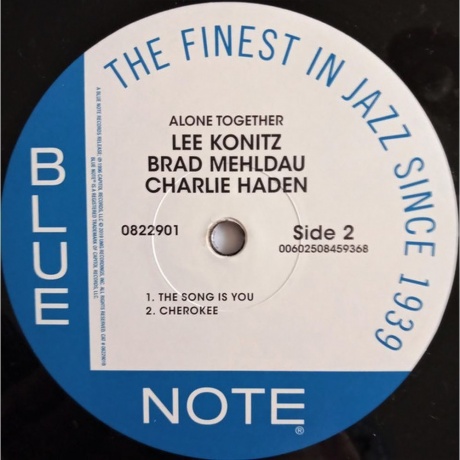 THE FINEST IN JAZZ SINCE 1939
BLUE
NOTE®
ALONE TOGETHER
LEE KONITZ
BRAD MEHLDAU
CHARLIE HADEN
0822901
Side 2
00602508459368
1. THE SONG IS YOU
2. CHEROKEE